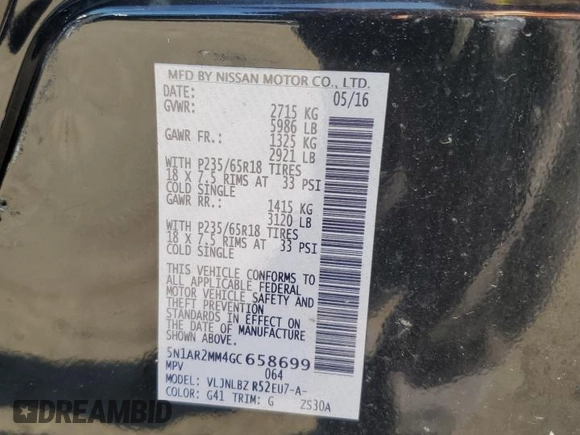 MFD BY NISSAN MOTOR CO., LTD.
DATE: 05/16
GVWR: 2715 KG
5986 LB
GAWR FR.: 1325 KG
2921 LB
WITH P235/65R18 TIRES
18 X 7.5 RIMS AT 33 PSI
COLD SINGLE
GAWR RR.: 1415 KG
3120 LB
WITH P235/65R18 TIRES
18 X 7.5 RIMS AT 33 PSI
COLD SINGLE
THIS VEHICLE CONFORMS TO
ALL APPLICABLE FEDERAL
MOTOR VEHICLE SAFETY AND
THEFT PREVENTION
STANDARDS IN EFFECT ON
THE DATE OF MANUFACTURE
SHOWN ABOVE.
5N1AR2MM4GC658699
MPV 064
MODEL: VLJNLBZ R52EU7-A-
COLOR: G41 TRIM: G ZS30A
STATCARBID